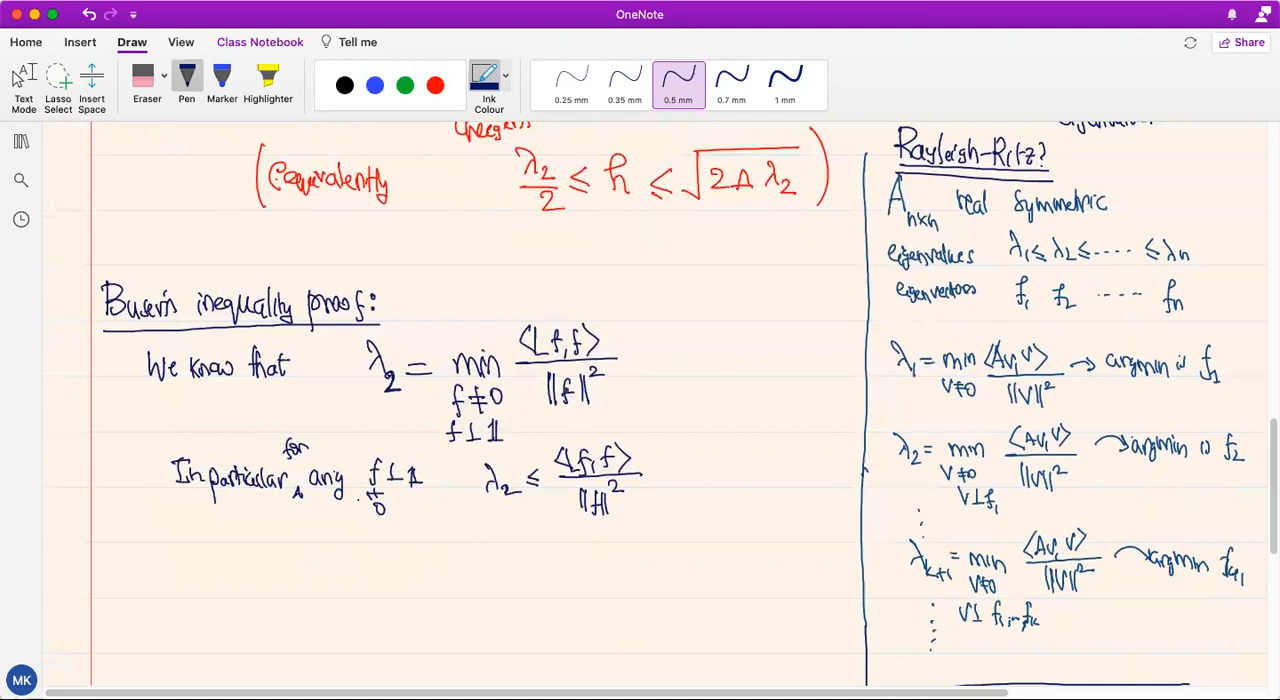 OneNote
Home Insert Draw View Class Notebook Tell me
Share
Text Mode
Lasso Select
Insert Space
Eraser
Pen
Marker
Highlighter
Ink Colour
0.25 mm 0.35 mm 0.5 mm 0.7 mm 1 mm
(equivalently λ₂/2 ≤ h ≤ √(2Δ λ₂))
Buser's inequality proof:
We know that λ₂ = min ⟨Lf, f⟩ / ||f||²
f≠0
f⊥𝟙
In particular, for any f⊥𝟙 λ₂ ≤ ⟨Lf, f⟩ / ||f||²
≠0
Rayleigh-Ritz?
A n×n real symmetric
eigenvalues λ₁ ≤ λ₂ ≤ ---- ≤ λn
eigenvectors f₁ f₂ ---- fn
λ₁ = min ⟨Av, v⟩ / ||v||² → argmin is f₁
v≠0
λ₂ = min ⟨Av, v⟩ / ||v||² → argmin is f₂
v≠0
v⊥f₁
λk+1 = min ⟨Av, v⟩ / ||v||² → argmin fk+1
v≠0
v⊥f₁,...,fk
MK